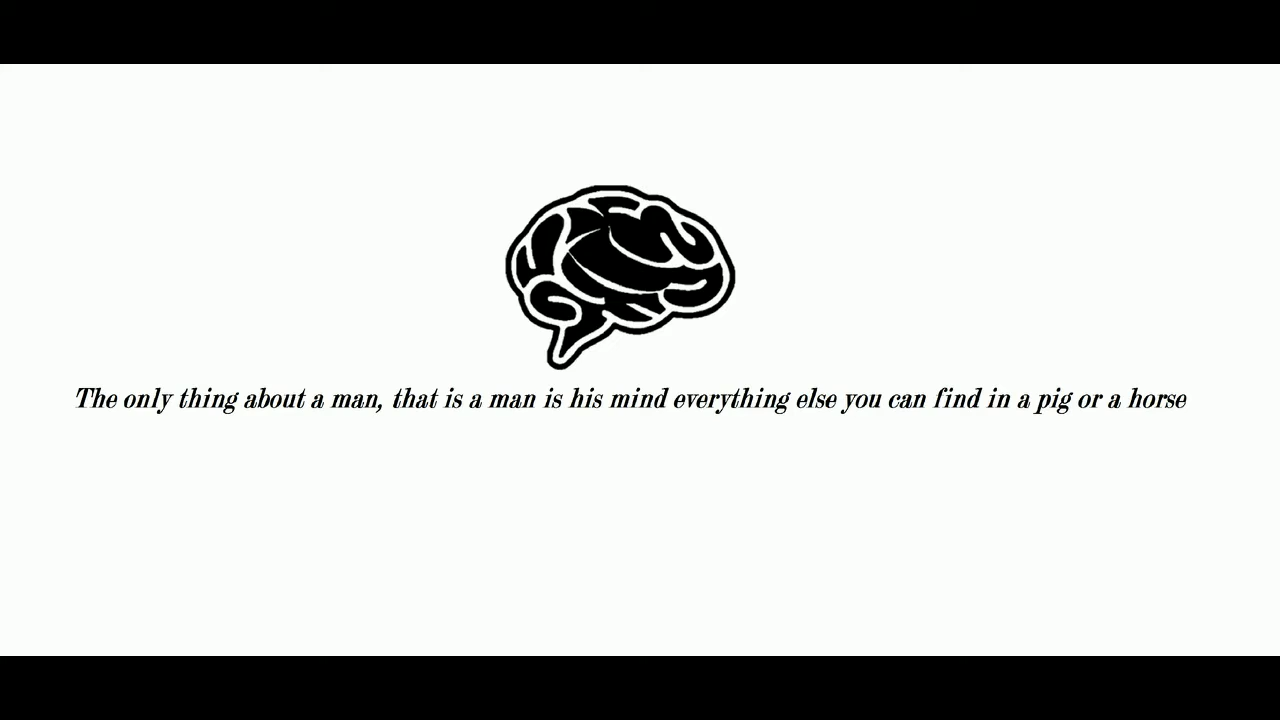 The only thing about a man, that is a man is his mind everything else you can find in a pig or a horse